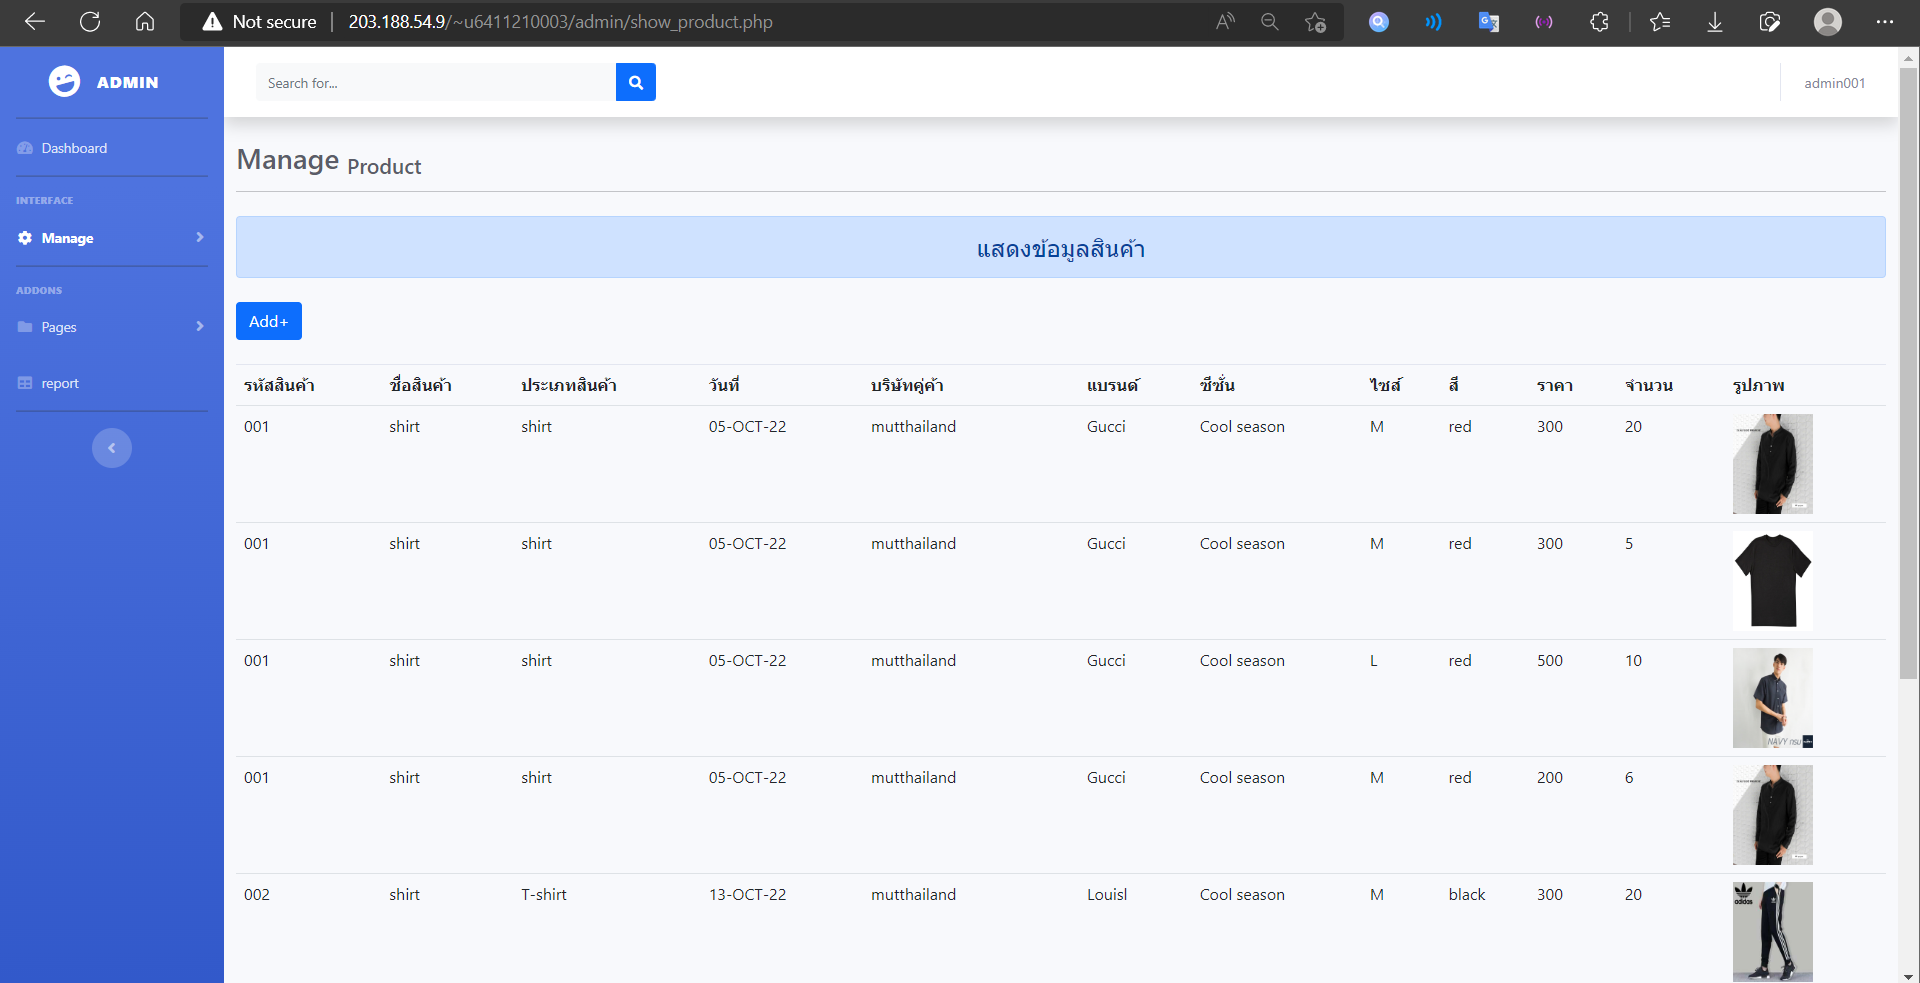 Not secure | 203.188.54.9/~u6411210003/admin/show_product.php
ADMIN
Search for...
admin001
Dashboard
INTERFACE
Manage
ADDONS
Pages
report
Manage Product
แสดงข้อมูลสินค้า
Add+
รหัสสินค้า ชื่อสินค้า ประเภทสินค้า วันที่ บริษัทคู่ค้า แบรนด์ ซีซั่น ไซส์ สี ราคา จำนวน รูปภาพ
001 shirt shirt 05-OCT-22 mutthailand Gucci Cool season M red 300 20
001 shirt shirt 05-OCT-22 mutthailand Gucci Cool season M red 300 5
001 shirt shirt 05-OCT-22 mutthailand Gucci Cool season L red 500 10
NAVY กรม
001 shirt shirt 05-OCT-22 mutthailand Gucci Cool season M red 200 6
002 shirt T-shirt 13-OCT-22 mutthailand Louisl Cool season M black 300 20
adidas